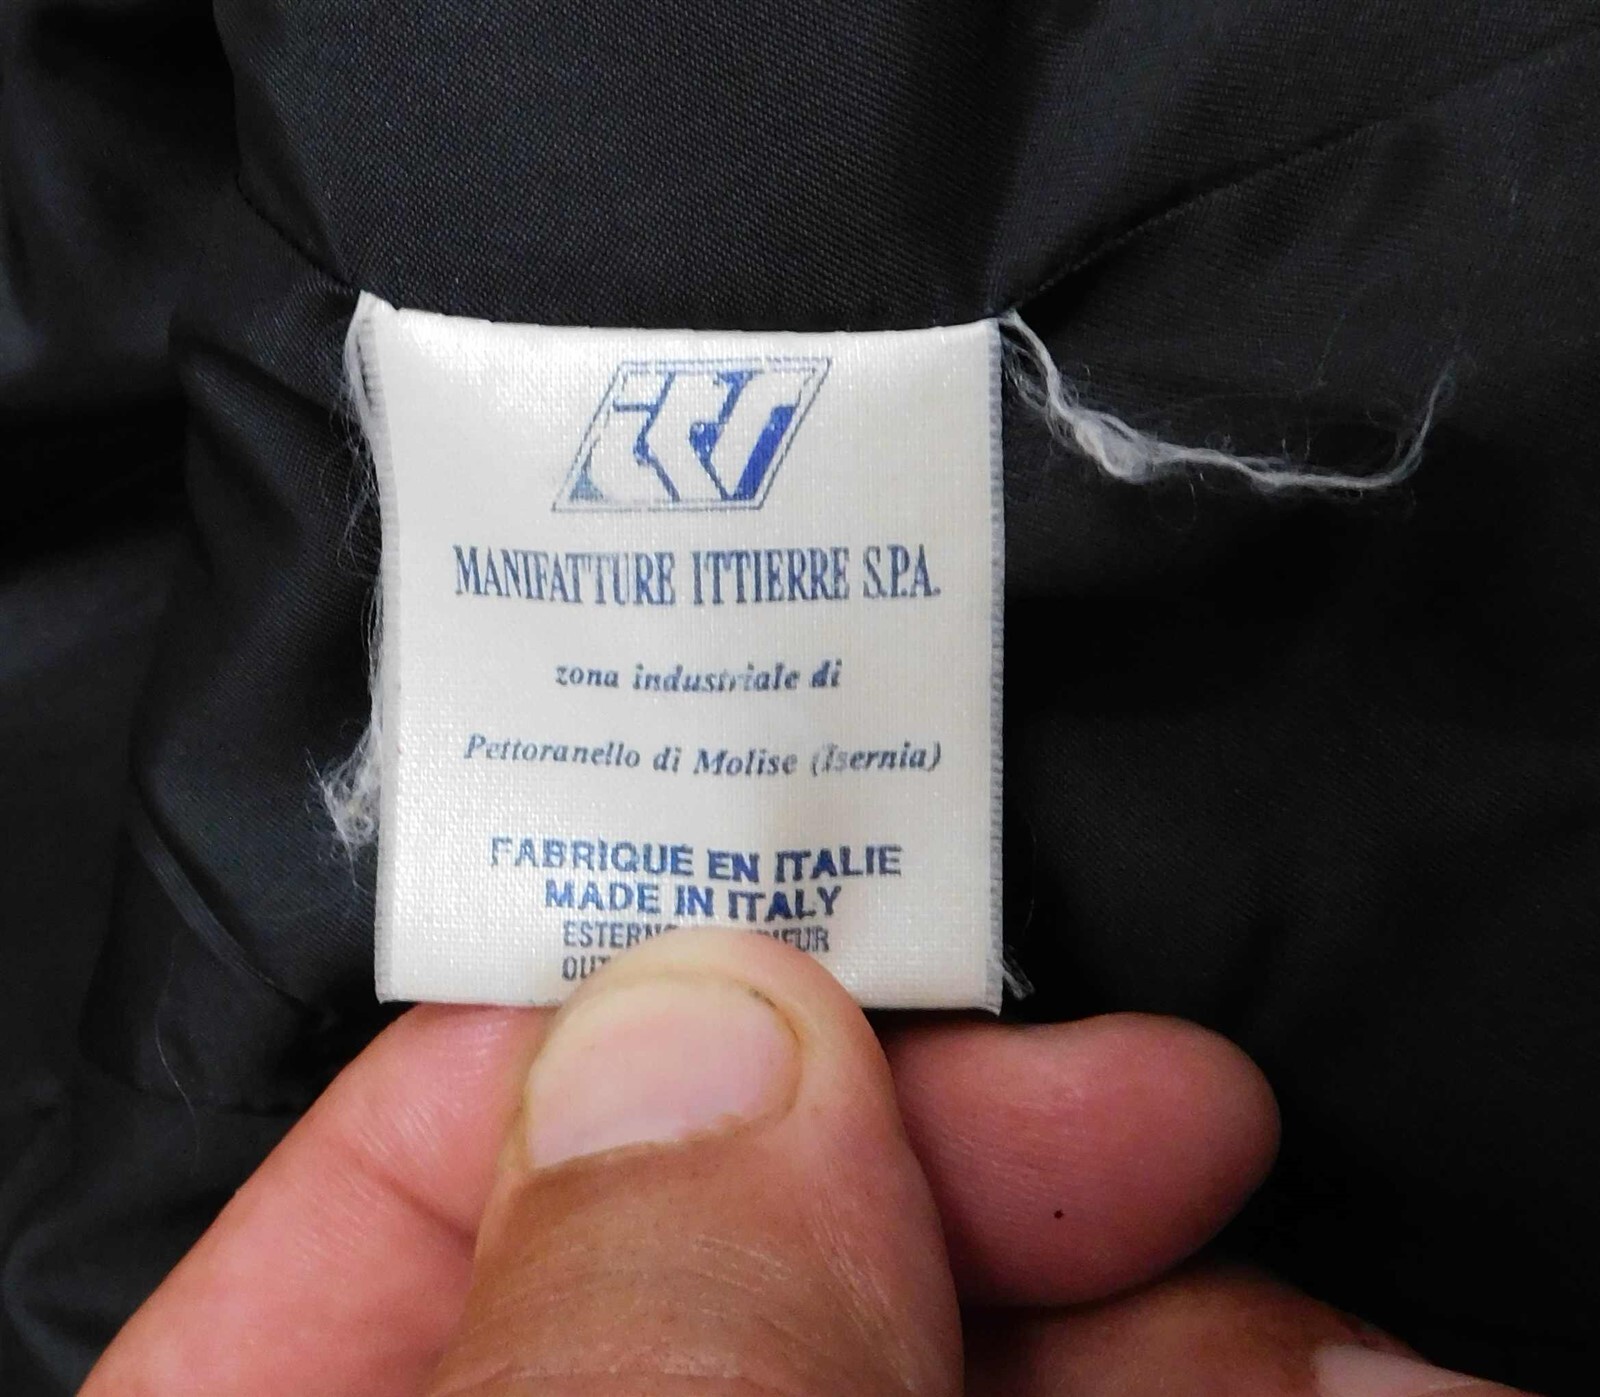 MANIFATTURE ITTIERRE S.P.A.
zona industriale di
Pettoranello di Molise (Isernia)
FABRIQUE EN ITALIE
MADE IN ITALY